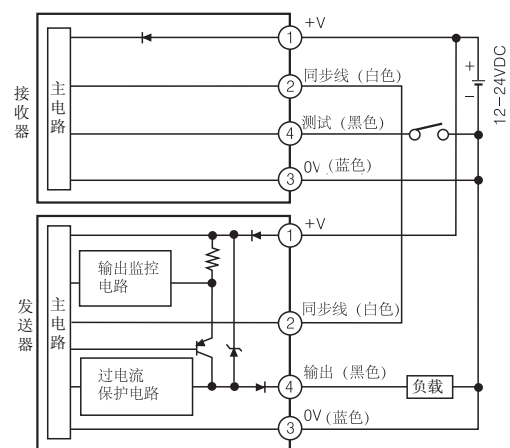 接收器
主电路
① +V
② 同步线 (白色)
④ 测试 (黑色)
③ 0V (蓝色)
+
−
12-24VDC
发送器
主电路
输出监控
电路
过电流
保护电路
① +V
② 同步线 (白色)
④ 输出 (黑色)
③ 0V (蓝色)
负载